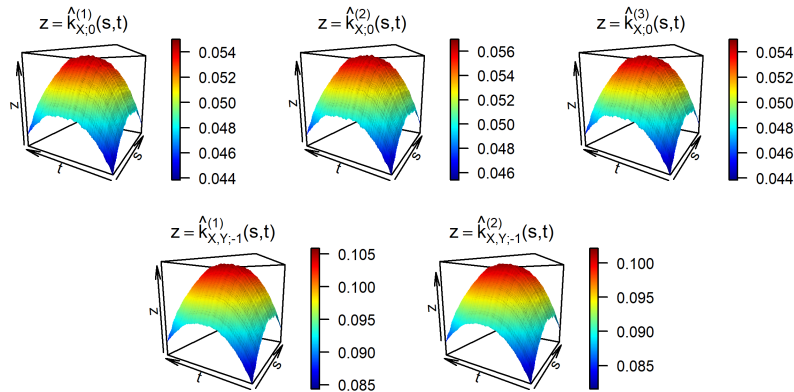 z = k̂_{X;0}^{(1)}(s,t)
z
t
s
0.054
0.052
0.050
0.048
0.046
0.044
z = k̂_{X;0}^{(2)}(s,t)
z
t
s
0.056
0.054
0.052
0.050
0.048
0.046
z = k̂_{X;0}^{(3)}(s,t)
z
t
s
0.054
0.052
0.050
0.048
0.046
0.044
z = k̂_{X,Y;-1}^{(1)}(s,t)
z
t
s
0.105
0.100
0.095
0.090
0.085
z = k̂_{X,Y;-1}^{(2)}(s,t)
z
t
s
0.100
0.095
0.090
0.085